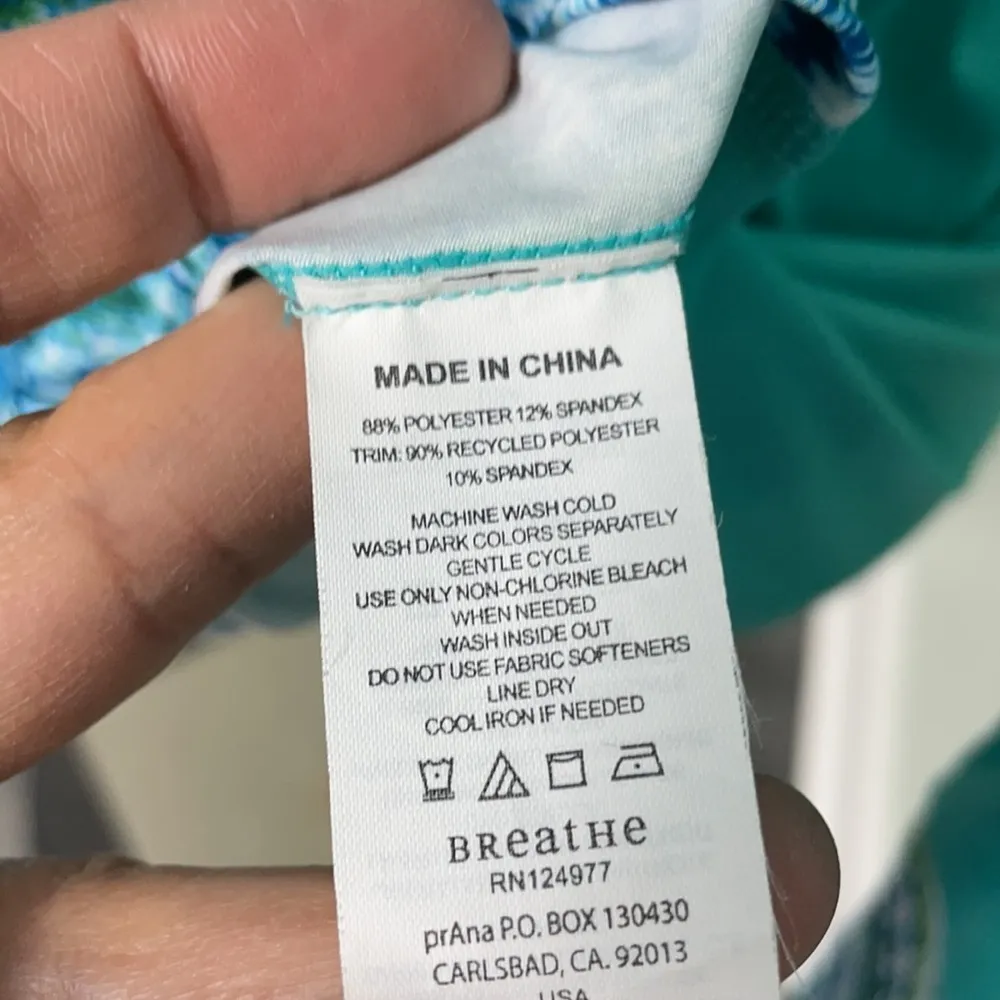 MADE IN CHINA
88% POLYESTER 12% SPANDEX
TRIM: 90% RECYCLED POLYESTER
10% SPANDEX
MACHINE WASH COLD
WASH DARK COLORS SEPARATELY
GENTLE CYCLE
USE ONLY NON-CHLORINE BLEACH
WHEN NEEDED
WASH INSIDE OUT
DO NOT USE FABRIC SOFTENERS
LINE DRY
COOL IRON IF NEEDED
BReatHe
RN124977
prAna P.O. BOX 130430
CARLSBAD, CA. 92013
USA